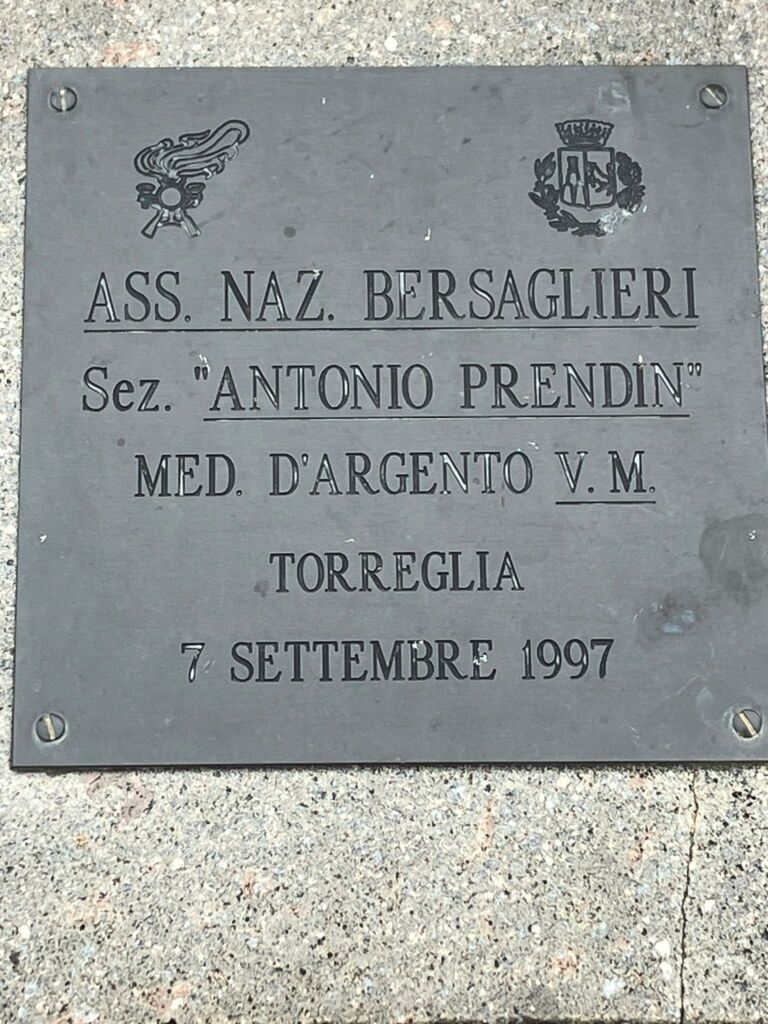 ASS. NAZ. BERSAGLIERI
Sez. "ANTONIO PRENDIN"
MED. D'ARGENTO V. M.
TORREGLIA
7 SETTEMBRE 1997